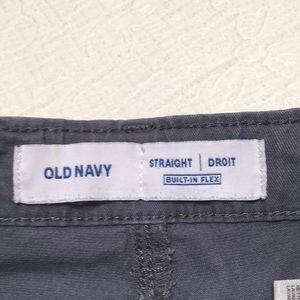 OLD NAVY
STRAIGHT | DROIT
BUILT-IN FLEX